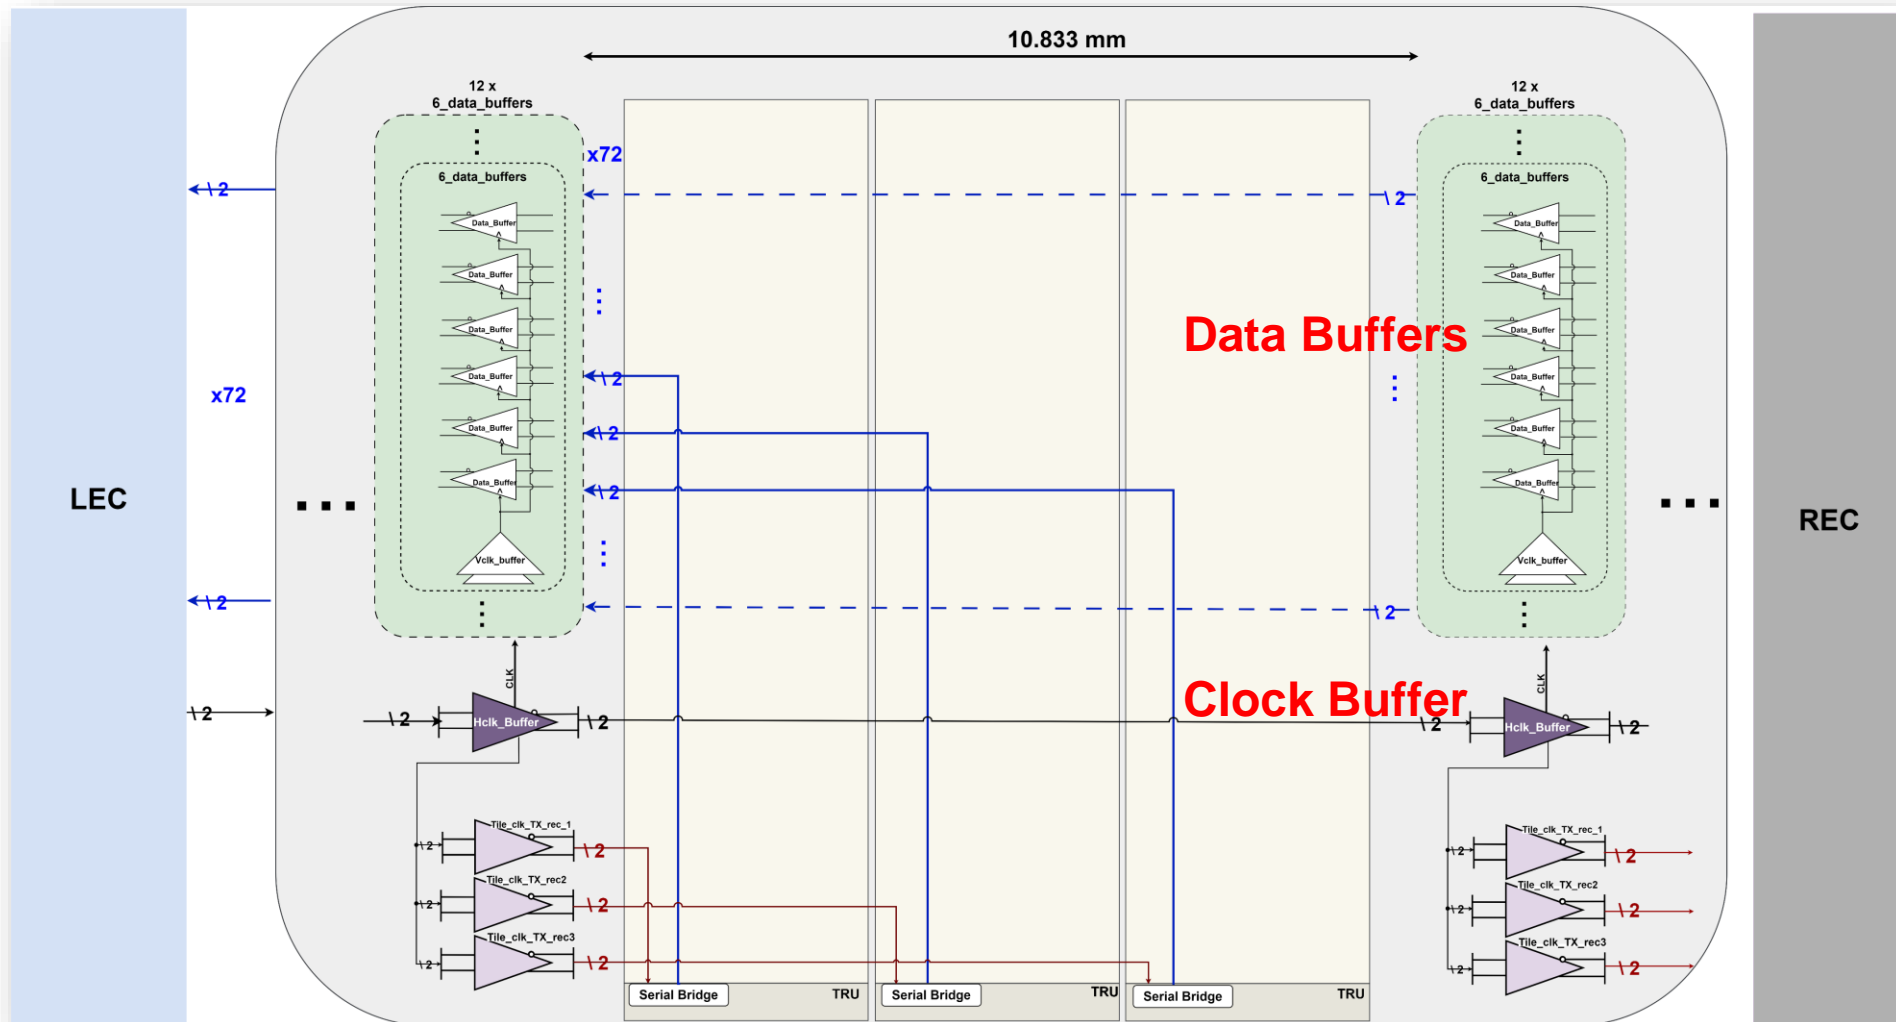 10.833 mm
12 x
6_data_buffers
12 x
6_data_buffers
x72
6_data_buffers
6_data_buffers
\ 2
\ 2
Data_Buffer
Data_Buffer
Data_Buffer
Data_Buffer
Data_Buffer
Data_Buffer
Vclk_buffer
Data_Buffer
Data_Buffer
Data_Buffer
Data_Buffer
Data_Buffer
Data_Buffer
Vclk_buffer
Data Buffers
\ 2
\ 2
\ 2
x72
LEC
REC
\ 2
\ 2
CLK
CLK
Clock Buffer
\ 2
\ 2
Hclk_Buffer
\ 2
\ 2
Hclk_Buffer
\ 2
Tile_clk_TX_rec_1
\ 2
\ 2
Tile_clk_TX_rec2
\ 2
\ 2
Tile_clk_TX_rec3
\ 2
\ 2
Tile_clk_TX_rec_1
\ 2
\ 2
Tile_clk_TX_rec2
\ 2
\ 2
Tile_clk_TX_rec3
\ 2
\ 2
Serial Bridge
TRU
Serial Bridge
TRU
Serial Bridge
TRU